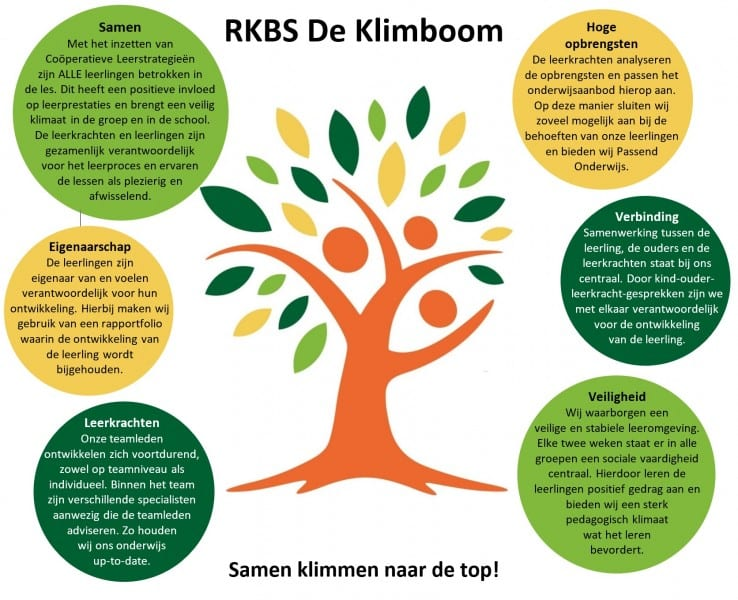 RKBS De Klimboom
Samen
Met het inzetten van
Coöperatieve Leerstrategieën
zijn ALLE leerlingen betrokken in
de les. Dit heeft een positieve invloed
op leerprestaties en brengt een veilig
klimaat in de groep en in de school.
De leerkrachten en leerlingen zijn
gezamenlijk verantwoordelijk
voor het leerproces en ervaren
de lessen als plezierig en
afwisselend.
Eigenaarschap
De leerlingen zijn
eigenaar van en voelen
verantwoordelijk voor hun
ontwikkeling. Hierbij maken wij
gebruik van een rapportfolio
waarin de ontwikkeling van
de leerling wordt
bijgehouden.
Leerkrachten
Onze teamleden
ontwikkelen zich voortdurend,
zowel op teamniveau als
individueel. Binnen het team
zijn verschillende specialisten
aanwezig die de teamleden
adviseren. Zo houden
wij ons onderwijs
up-to-date.
Hoge
opbrengsten
De leerkrachten analyseren
de opbrengsten en passen het
onderwijsaanbod hierop aan.
Op deze manier sluiten wij
zoveel mogelijk aan bij de
behoeften van onze leerlingen
en bieden wij Passend
Onderwijs.
Verbinding
Samenwerking tussen de
leerling, de ouders en de
leerkrachten staat bij ons
centraal. Door kind-ouder-
leerkracht-gesprekken zijn we
met elkaar verantwoordelijk
voor de ontwikkeling
van de leerling.
Veiligheid
Wij waarborgen een
veilige en stabiele leeromgeving.
Elke twee weken staat er in alle
groepen een sociale vaardigheid
centraal. Hierdoor leren de
leerlingen positief gedrag aan en
bieden wij een sterk
pedagogisch klimaat
wat het leren
bevordert.
Samen klimmen naar de top!